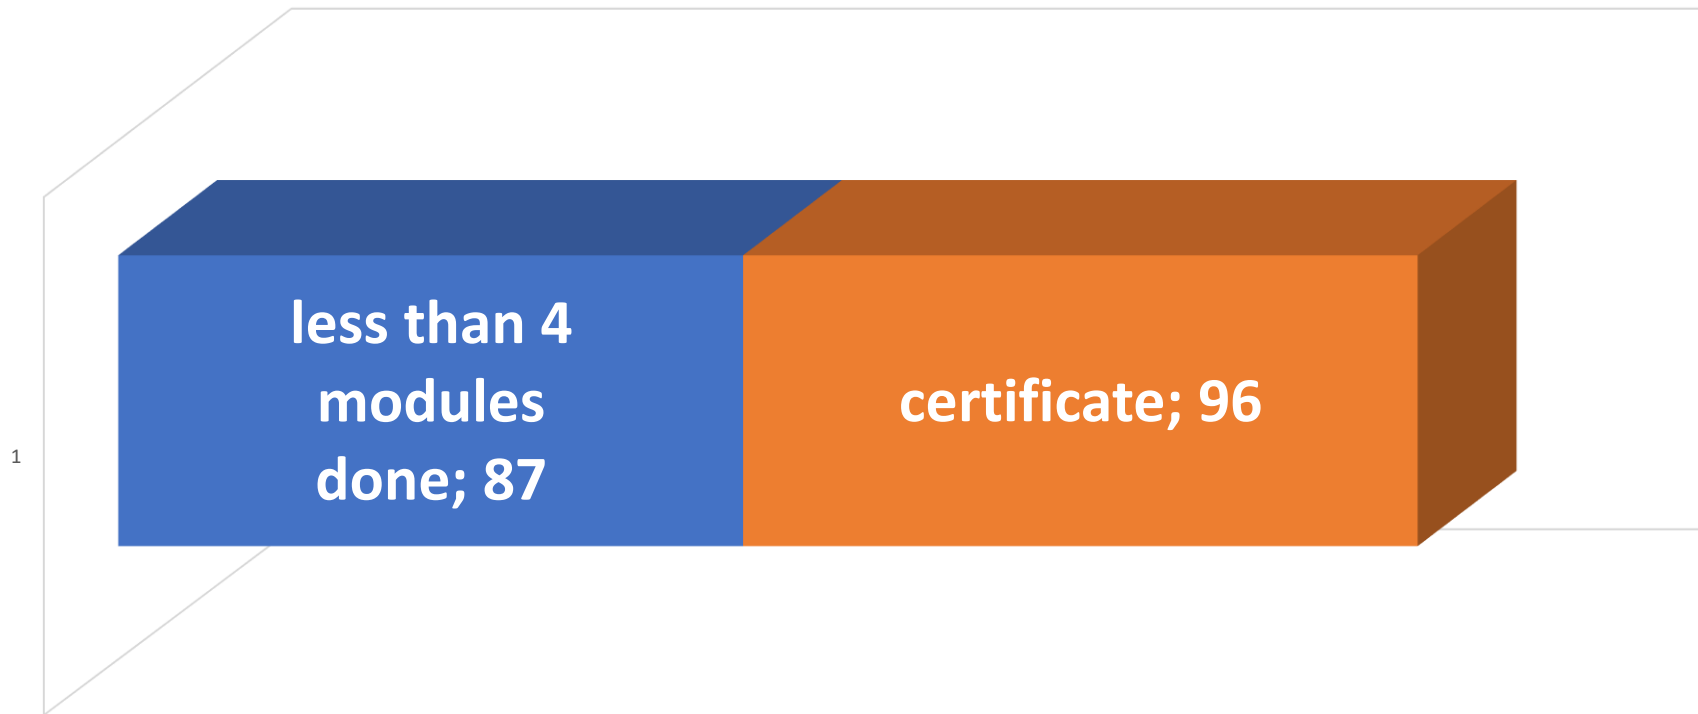 less than 4
modules
done; 87
certificate; 96
1